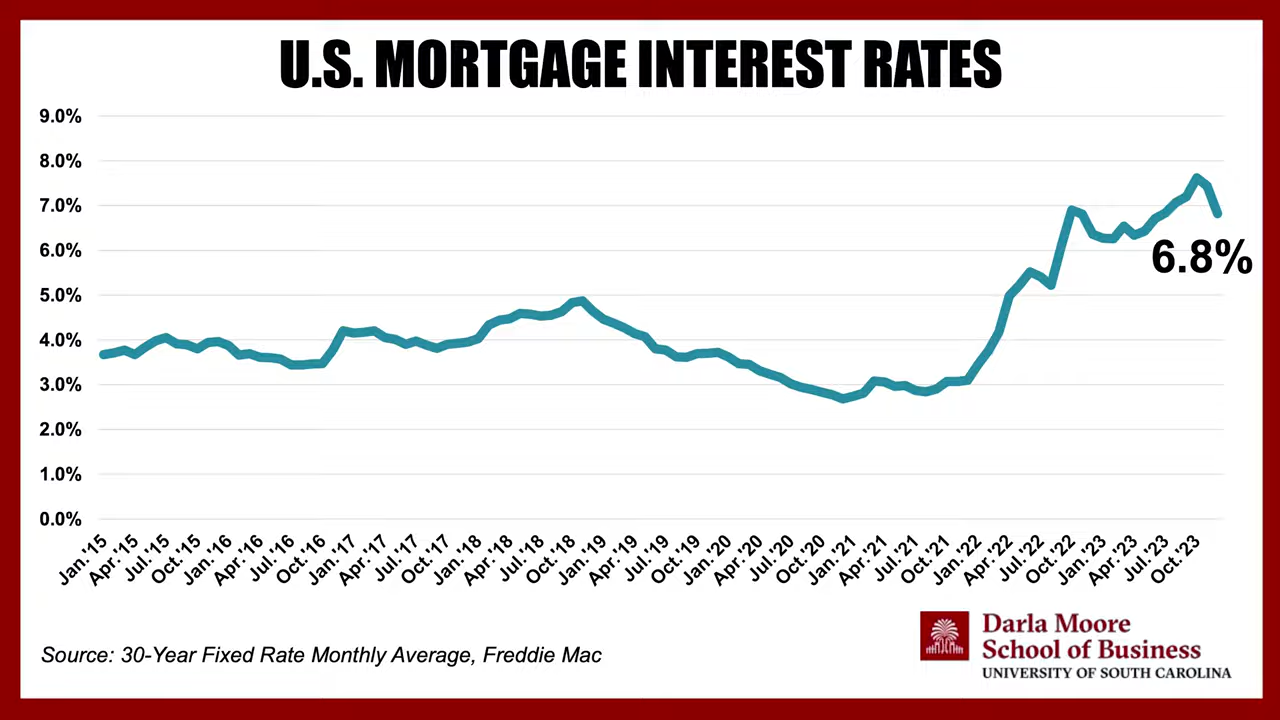 U.S. MORTGAGE INTEREST RATES
9.0%
8.0%
7.0%
6.0%
5.0%
4.0%
3.0%
2.0%
1.0%
0.0%
6.8%
Jan.'15
Apr.'15
Jul.'15
Oct.'15
Jan.'16
Apr.'16
Jul.'16
Oct.'16
Jan.'17
Apr.'17
Jul.'17
Oct.'17
Jan.'18
Apr.'18
Jul.'18
Oct.'18
Jan.'19
Apr.'19
Jul.'19
Oct.'19
Jan.'20
Apr.'20
Jul.'20
Oct.'20
Jan.'21
Apr.'21
Jul.'21
Oct.'21
Jan.'22
Apr.'22
Jul.'22
Oct.'22
Jan.'23
Apr.'23
Jul.'23
Oct.'23
Source: 30-Year Fixed Rate Monthly Average, Freddie Mac
Darla Moore
School of Business
UNIVERSITY OF SOUTH CAROLINA